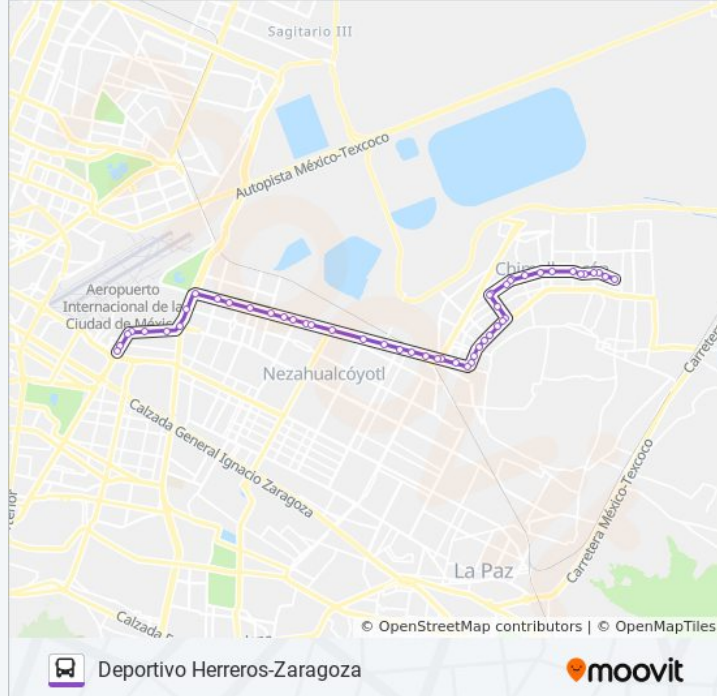 Sagitario III
Autopista México-Texcoco
Aeropuerto
Internacional de la
Ciudad de México
Nezahualcóyotl
Calzada General Ignacio Zaragoza
Carretera México-Texcoco
La Paz
Calzada
© OpenStreetMap contributors | © OpenMapTiles
Deportivo Herreros-Zaragoza
moovit